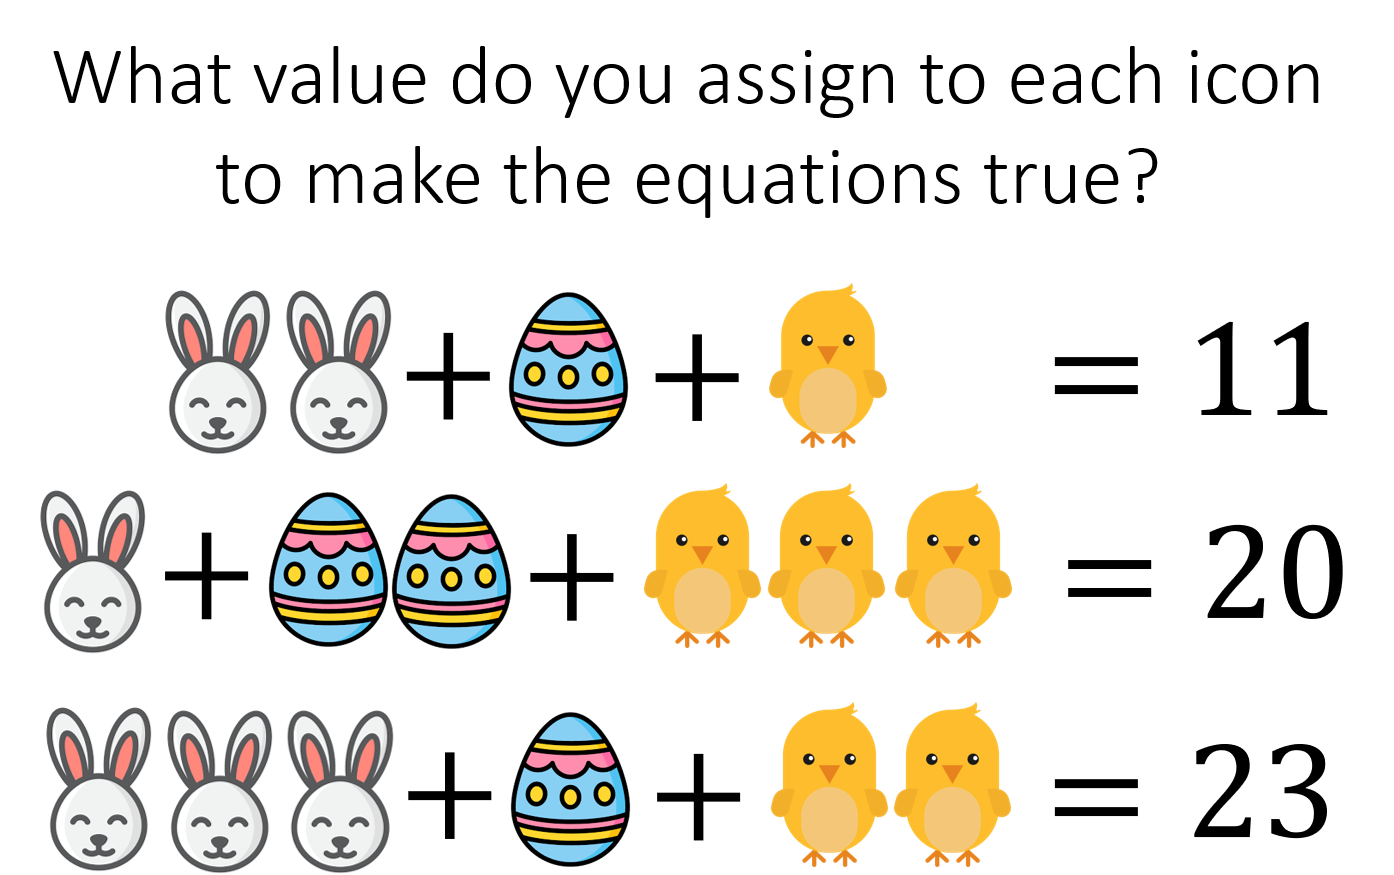 What value do you assign to each icon
to make the equations true?
+ + = 11
+ + = 20
+ + = 23